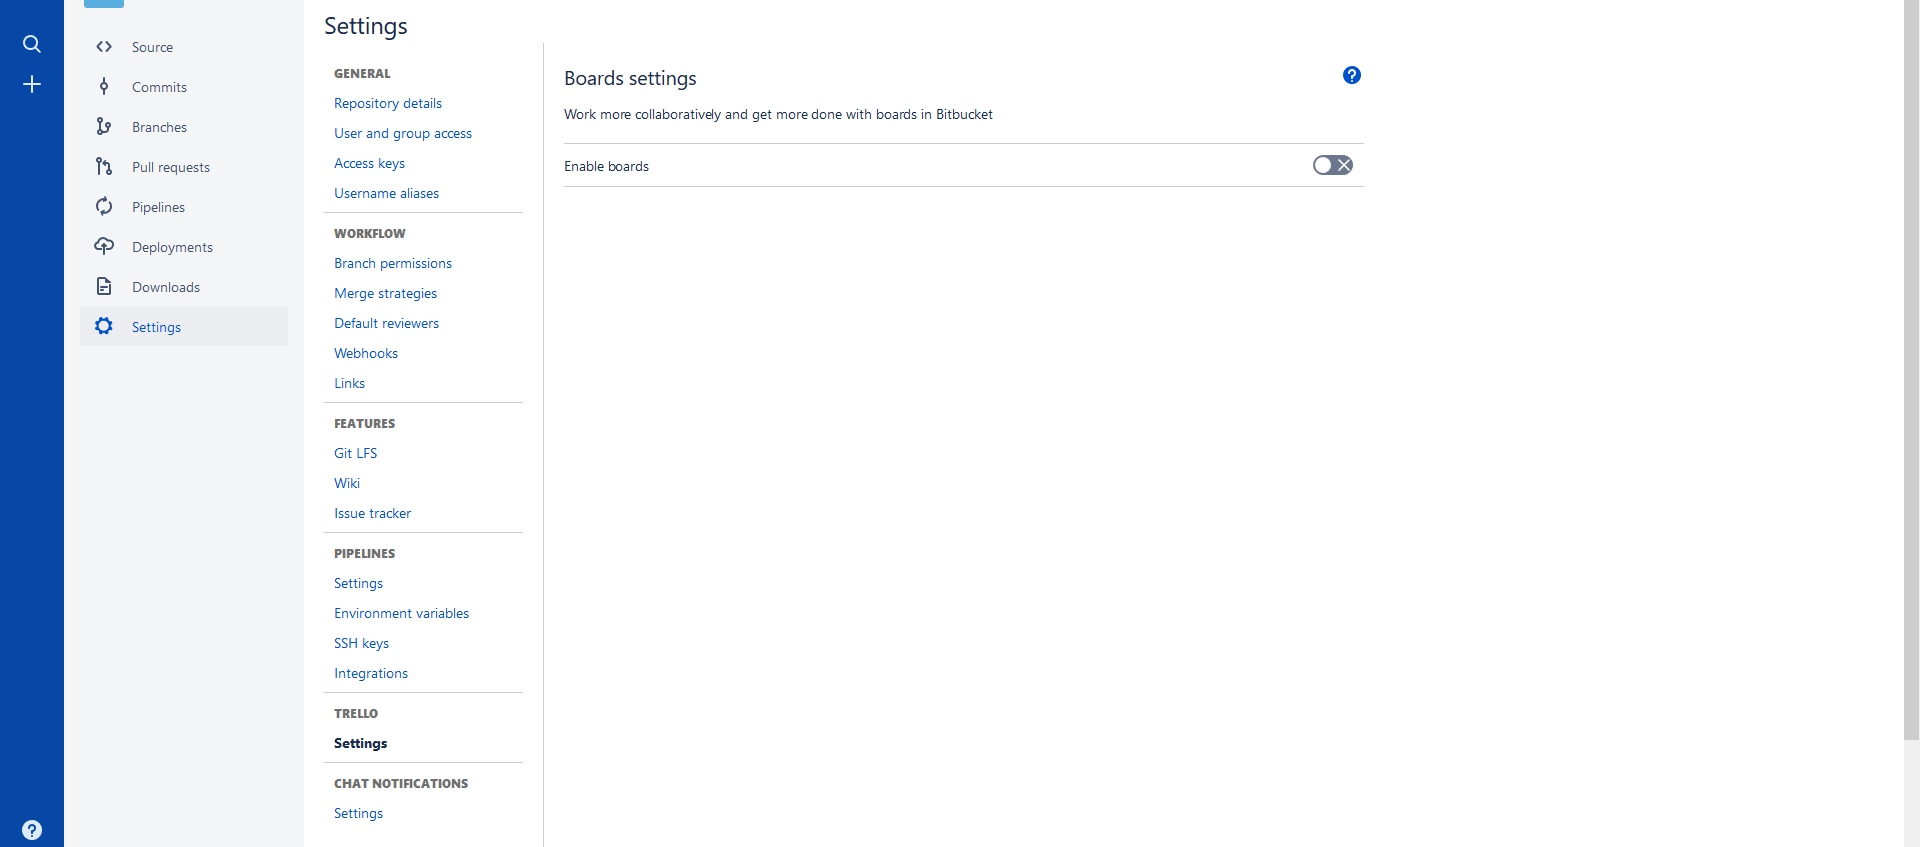 Source
Commits
Branches
Pull requests
Pipelines
Deployments
Downloads
Settings
Settings
GENERAL
Repository details
User and group access
Access keys
Username aliases
WORKFLOW
Branch permissions
Merge strategies
Default reviewers
Webhooks
Links
FEATURES
Git LFS
Wiki
Issue tracker
PIPELINES
Settings
Environment variables
SSH keys
Integrations
TRELLO
Settings
CHAT NOTIFICATIONS
Settings
Boards settings
Work more collaboratively and get more done with boards in Bitbucket
Enable boards